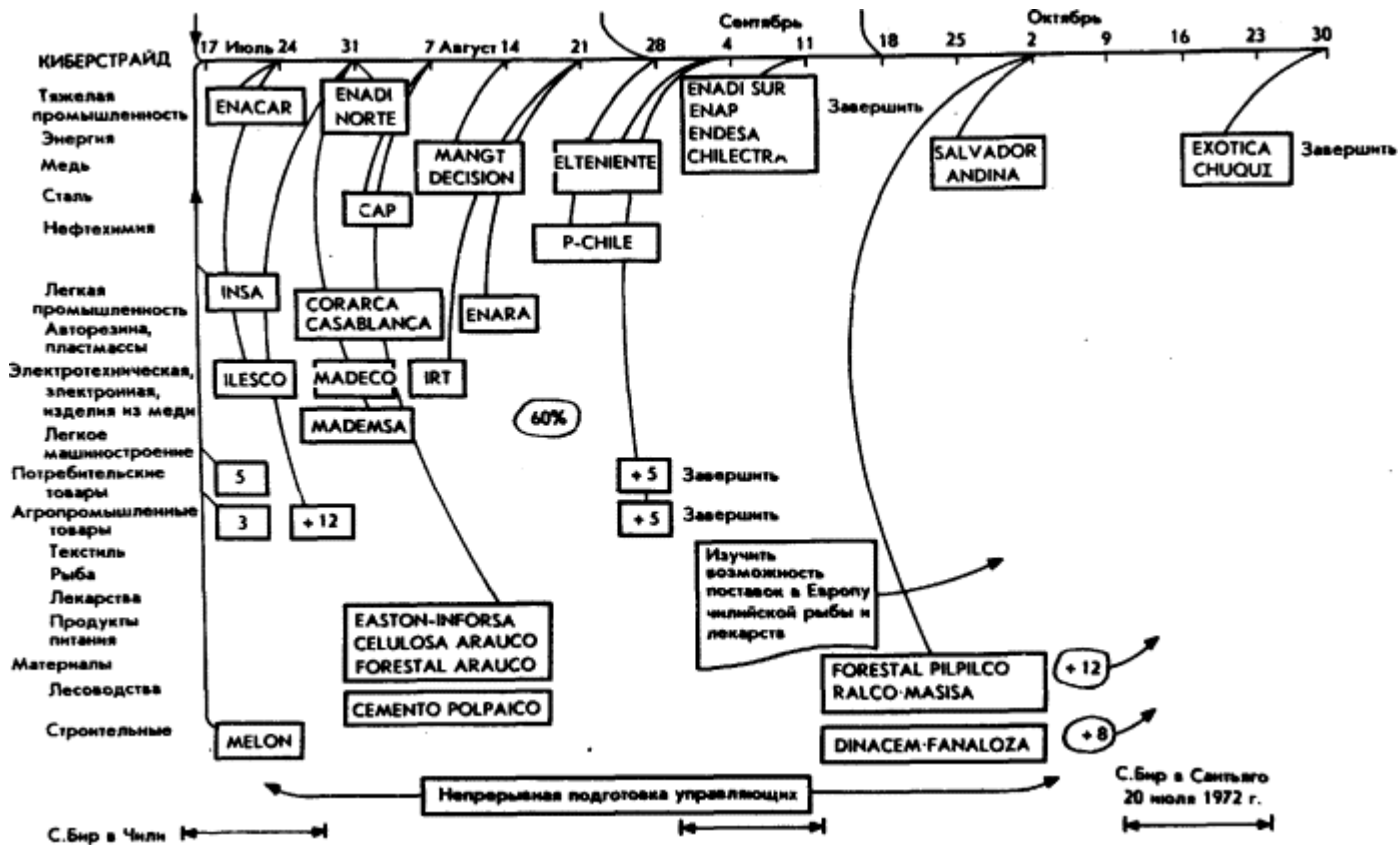 Сентябрь Октябрь
17 Июль 24 31 7 Август 14 21 28 4 11 18 25 2 9 16 23 30
КИБЕРСТРАЙД
Тяжелая
промышленность
Энергия
Медь
Сталь
Нефтехимия
Легкая
промышленность
Авторезина,
пластмассы
Электротехническая,
электронная,
изделия из меди
Легкое
машиностроение
Потребительские
товары
Агропромышленные
товары
Текстиль
Рыба
Лекарства
Продукты
питания
Материалы
Лесоводства
Строительные
ENACAR
ENADI
NORTE
MANGT
DECISION
ELTENIENTE
ENADI SUR
ENAP
ENDESA
CHILECTRA
Завершить
SALVADOR
ANDINA
EXOTICA
CHUQUI
Завершить
CAP
P-CHILE
INSA
CORARCA
CASABLANCA
ENARA
ILESCO
MADECO
IRT
MADEMSA
60%
5
+ 5
Завершить
3
+ 12
+ 5
Завершить
Изучить
возможность
поставок в Европу
чилийской рыбы и
лекарств
EASTON-INFORSA
CELULOSA ARAUCO
FORESTAL ARAUCO
FORESTAL PILPILCO
RALCO·MASISA
+ 12
CEMENTO POLPAICO
MELON
DINACEM·FANALOZA
+ 8
Непрерывная подготовка управляющих
С.Бир в Сантьяго
20 июля 1972 г.
С.Бир в Чили